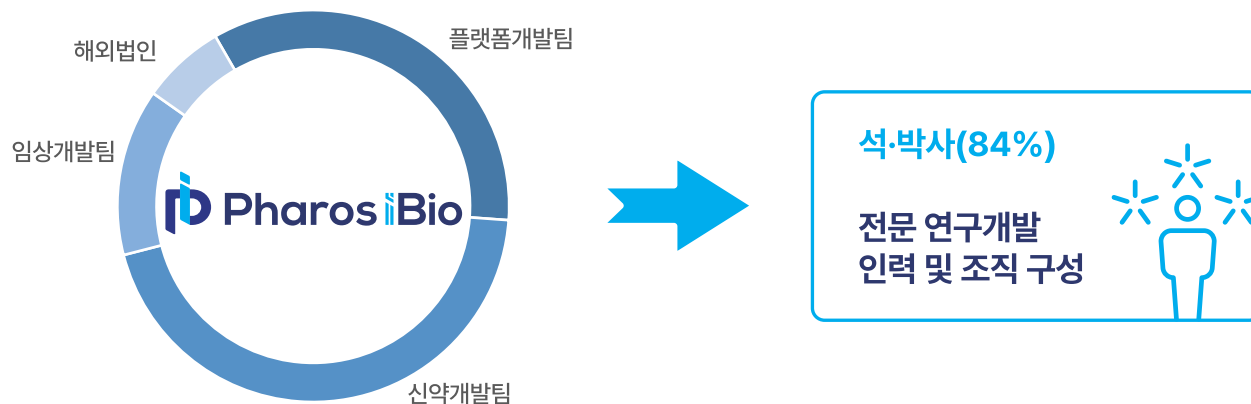 해외법인
플랫폼개발팀
임상개발팀
Pharos iBio
신약개발팀
석·박사(84%)
전문 연구개발
인력 및 조직 구성